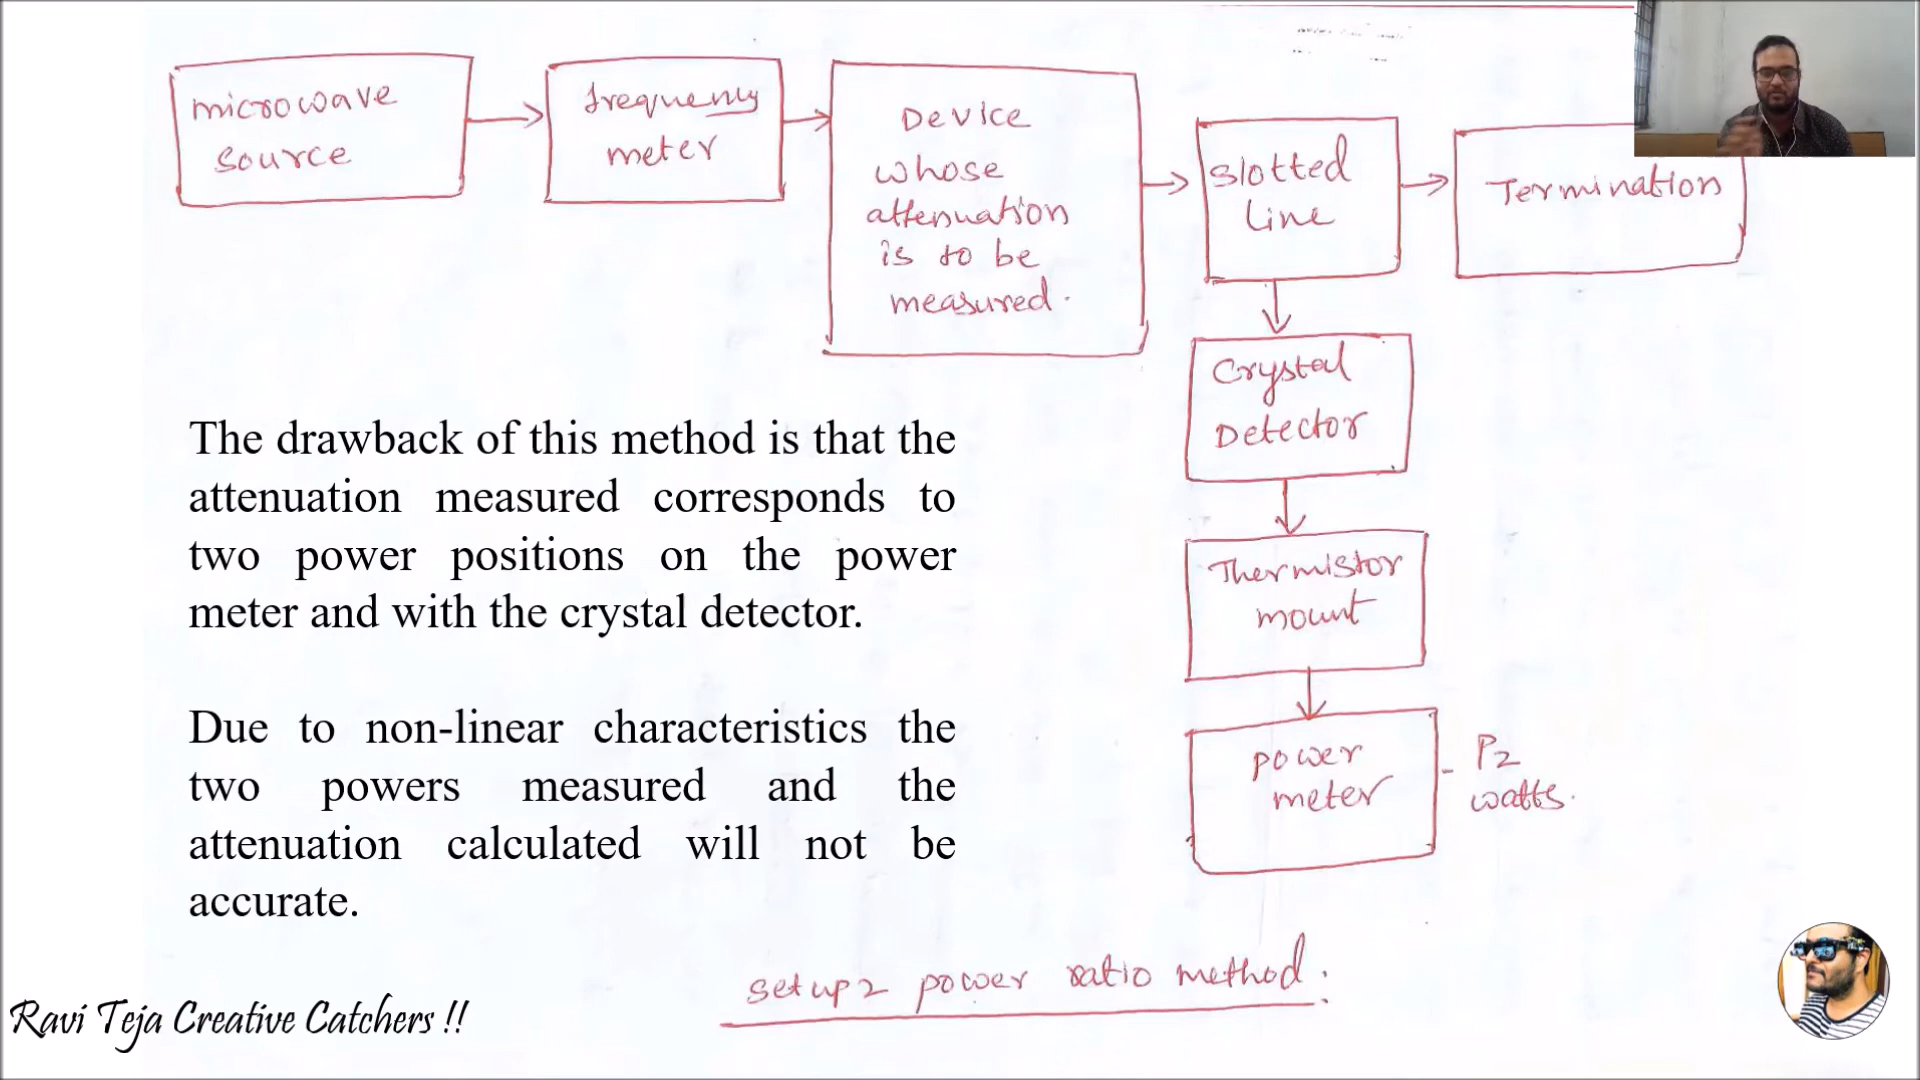 microwave
source
frequency
meter
Device
whose
attenuation
is to be
measured.
Slotted
Line
Termination
Crystal
Detector
Thermistor
mount
power
meter
- P2
watts.
The drawback of this method is that the
attenuation measured corresponds to
two power positions on the power
meter and with the crystal detector.
Due to non-linear characteristics the
two powers measured and the
attenuation calculated will not be
accurate.
setup2 power ratio method:
Ravi Teja Creative Catchers !!